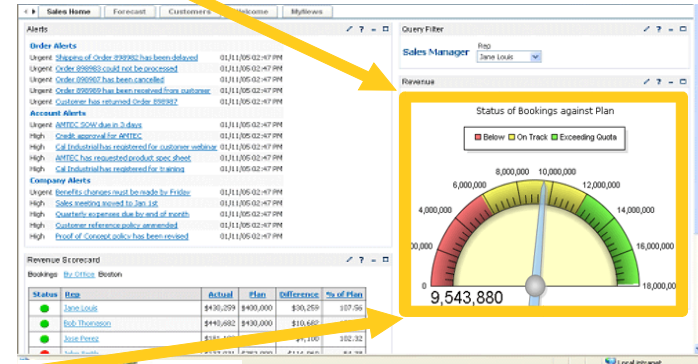 Sales Home Forecast Customers Welcome MyNews
Alerts
Order Alerts
Urgent Shipping of Order 898982 has been delayed 01/11/05 02:47 PM
Urgent Order 898983 could not be processed 01/11/05 02:47 PM
Urgent Order 898987 has been cancelled 01/11/05 02:47 PM
Urgent Order 898989 has been received from customer 01/11/05 02:47 PM
Urgent Customer has returned Order 898987 01/11/05 02:47 PM
Account Alerts
Urgent AMTEC SOW due in 3 days 01/11/05 02:47 PM
High Credit approval for AMTEC 01/11/05 02:47 PM
High Cal Industrial has registered for customer webinar 01/11/05 02:47 PM
High AMTEC has requested product spec sheet 01/11/05 02:47 PM
High Cal Industrial has registered for training 01/11/05 02:47 PM
Company Alerts
Urgent Benefits changes must be made by Friday 01/11/05 02:47 PM
High Sales meeting moved to Jan 1st 01/11/05 02:47 PM
High Quarterly expenses due by end of month 01/11/05 02:47 PM
High Customer reference policy ammended 01/11/05 02:47 PM
High Proof of Concept policy has been revised 01/11/05 02:47 PM
Revenue Scorecard
Bookings By Office Boston
Status Rep Actual Plan Difference % of Plan
Jane Louis $430,259 $400,000 $30,259 107.56
Bob Thompson $440,682 $430,000 $10,682
Jose Perez 102.32
John Smith
Query Filter
Sales Manager
Rep
Jane Louis
Revenue
Status of Bookings against Plan
Below On Track Exceeding Quota
8,000,000 10,000,000
6,000,000 12,000,000
4,000,000 14,000,000
16,000,000
0 18,000,00
9,543,880
Local intranet